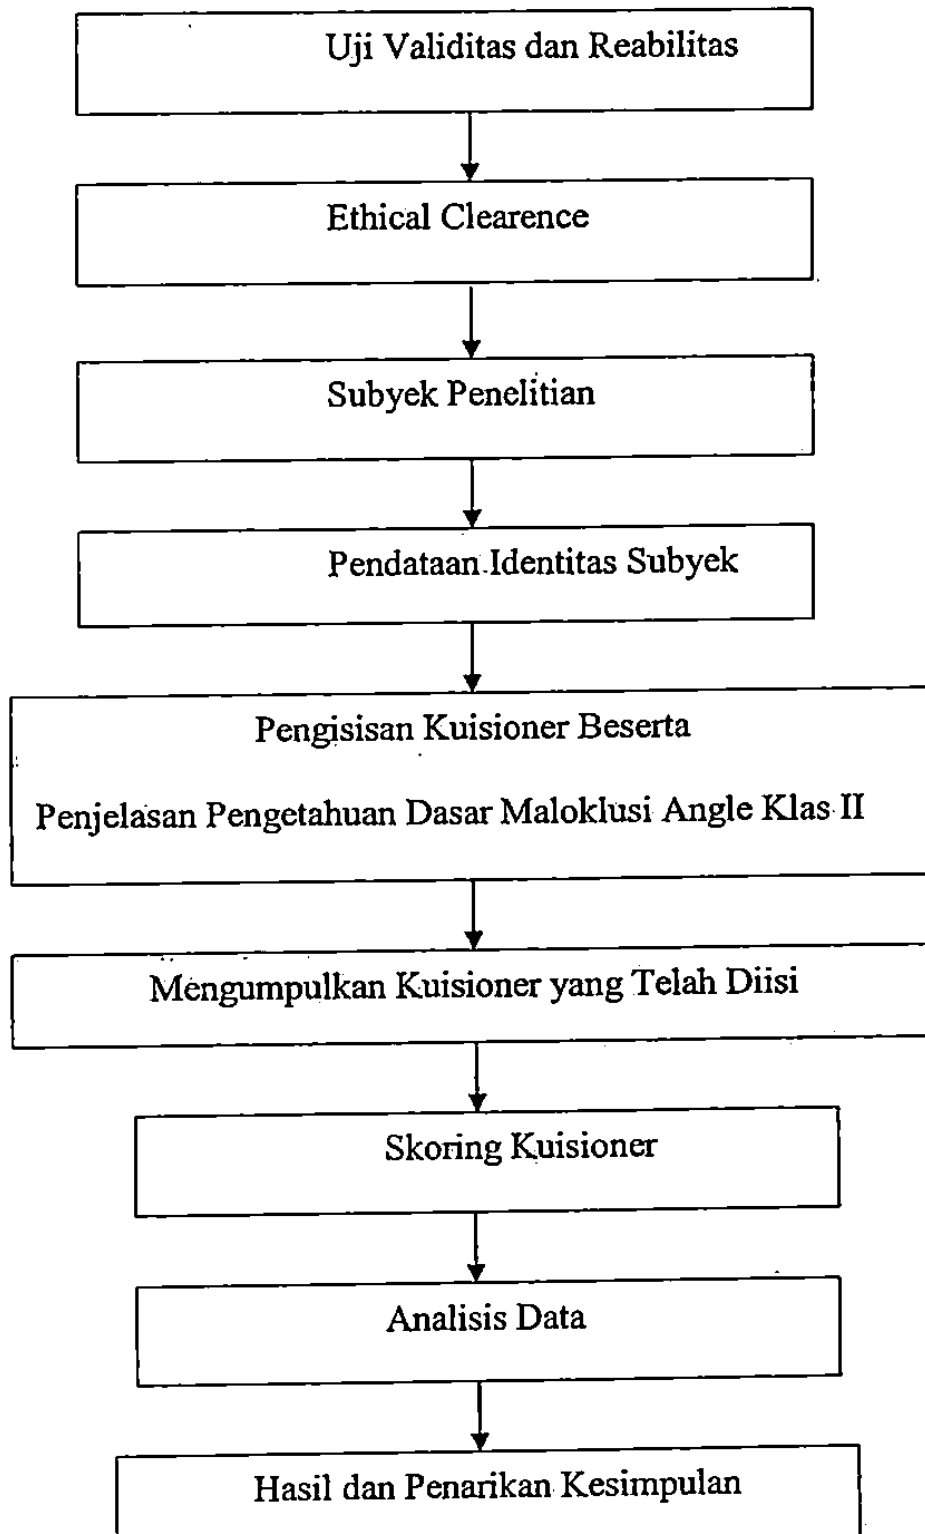 Uji Validitas dan Reabilitas
Ethical Clearence
Subyek Penelitian
Pendataan Identitas Subyek
Pengisisan Kuisioner Beserta
Penjelasan Pengetahuan Dasar Maloklusi Angle Klas II
Mengumpulkan Kuisioner yang Telah Diisi
Skoring Kuisioner
Analisis Data
Hasil dan Penarikan Kesimpulan